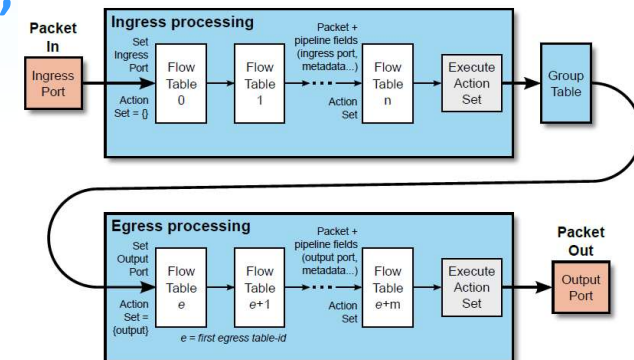 Ingress processing
Packet
In
Ingress
Port
Set
Ingress
Port
Action
Set = {}
Flow
Table
0
Flow
Table
1
Packet +
pipeline fields
(ingress port,
metadata...)
Action
Set
Flow
Table
n
Execute
Action
Set
Group
Table
Egress processing
Set
Output
Port
Action
Set =
{output}
Flow
Table
e
Flow
Table
e+1
e = first egress table-id
Packet +
pipeline fields
(output port,
metadata...)
Action
Set
Flow
Table
e+m
Execute
Action
Set
Packet
Out
Output
Port